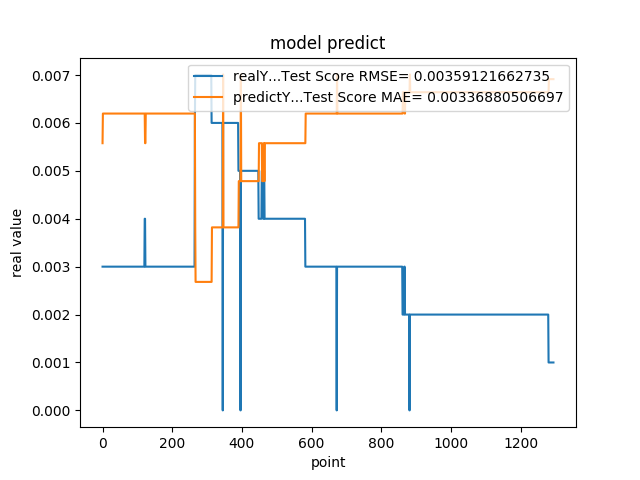 model predict
realY...Test Score RMSE= 0.00359121662735
predictY...Test Score MAE= 0.003368805066​97
0.007
0.006
0.005
0.004
0.003
0.002
0.001
0.000
real value
0 200 400 600 800 1000 1200
point